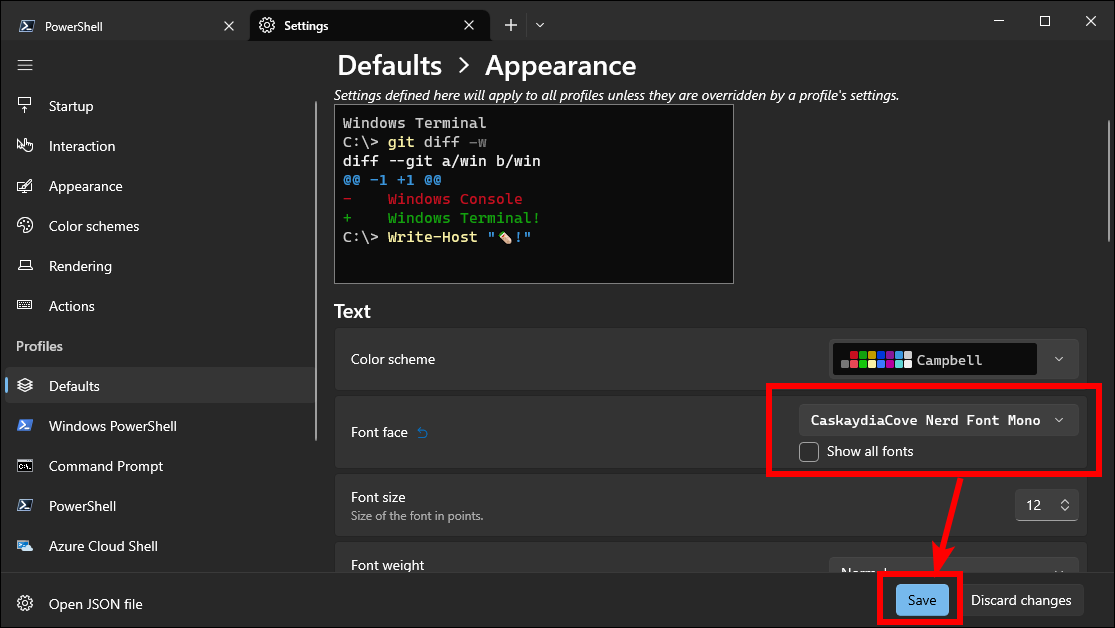 PowerShell
Settings
Defaults > Appearance
Settings defined here will apply to all profiles unless they are overridden by a profile's settings.
Windows Terminal
C:\> git diff -w
diff --git a/win b/win
@@ -1 +1 @@
-    Windows Console
+    Windows Terminal!
C:\> Write-Host "🪟!"
Startup
Interaction
Appearance
Color schemes
Rendering
Actions
Profiles
Defaults
Windows PowerShell
Command Prompt
PowerShell
Azure Cloud Shell
Open JSON file
Text
Color scheme
Campbell
Font face
CaskaydiaCove Nerd Font Mono
Show all fonts
Font size
Size of the font in points.
12
Font weight
Normal
Save
Discard changes